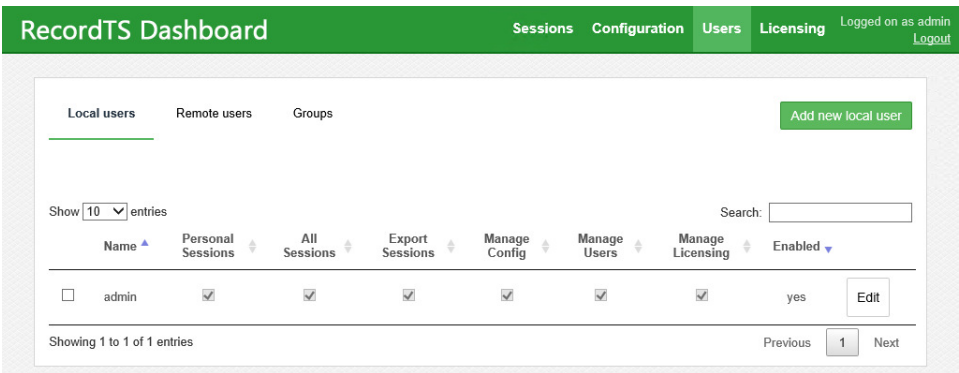 RecordTS Dashboard
Sessions Configuration Users Licensing
Logged on as admin
Logout
Local users Remote users Groups
Add new local user
Show 10 entries
Search:
Name Personal Sessions All Sessions Export Sessions Manage Config Manage Users Manage Licensing Enabled
admin yes Edit
Showing 1 to 1 of 1 entries
Previous 1 Next